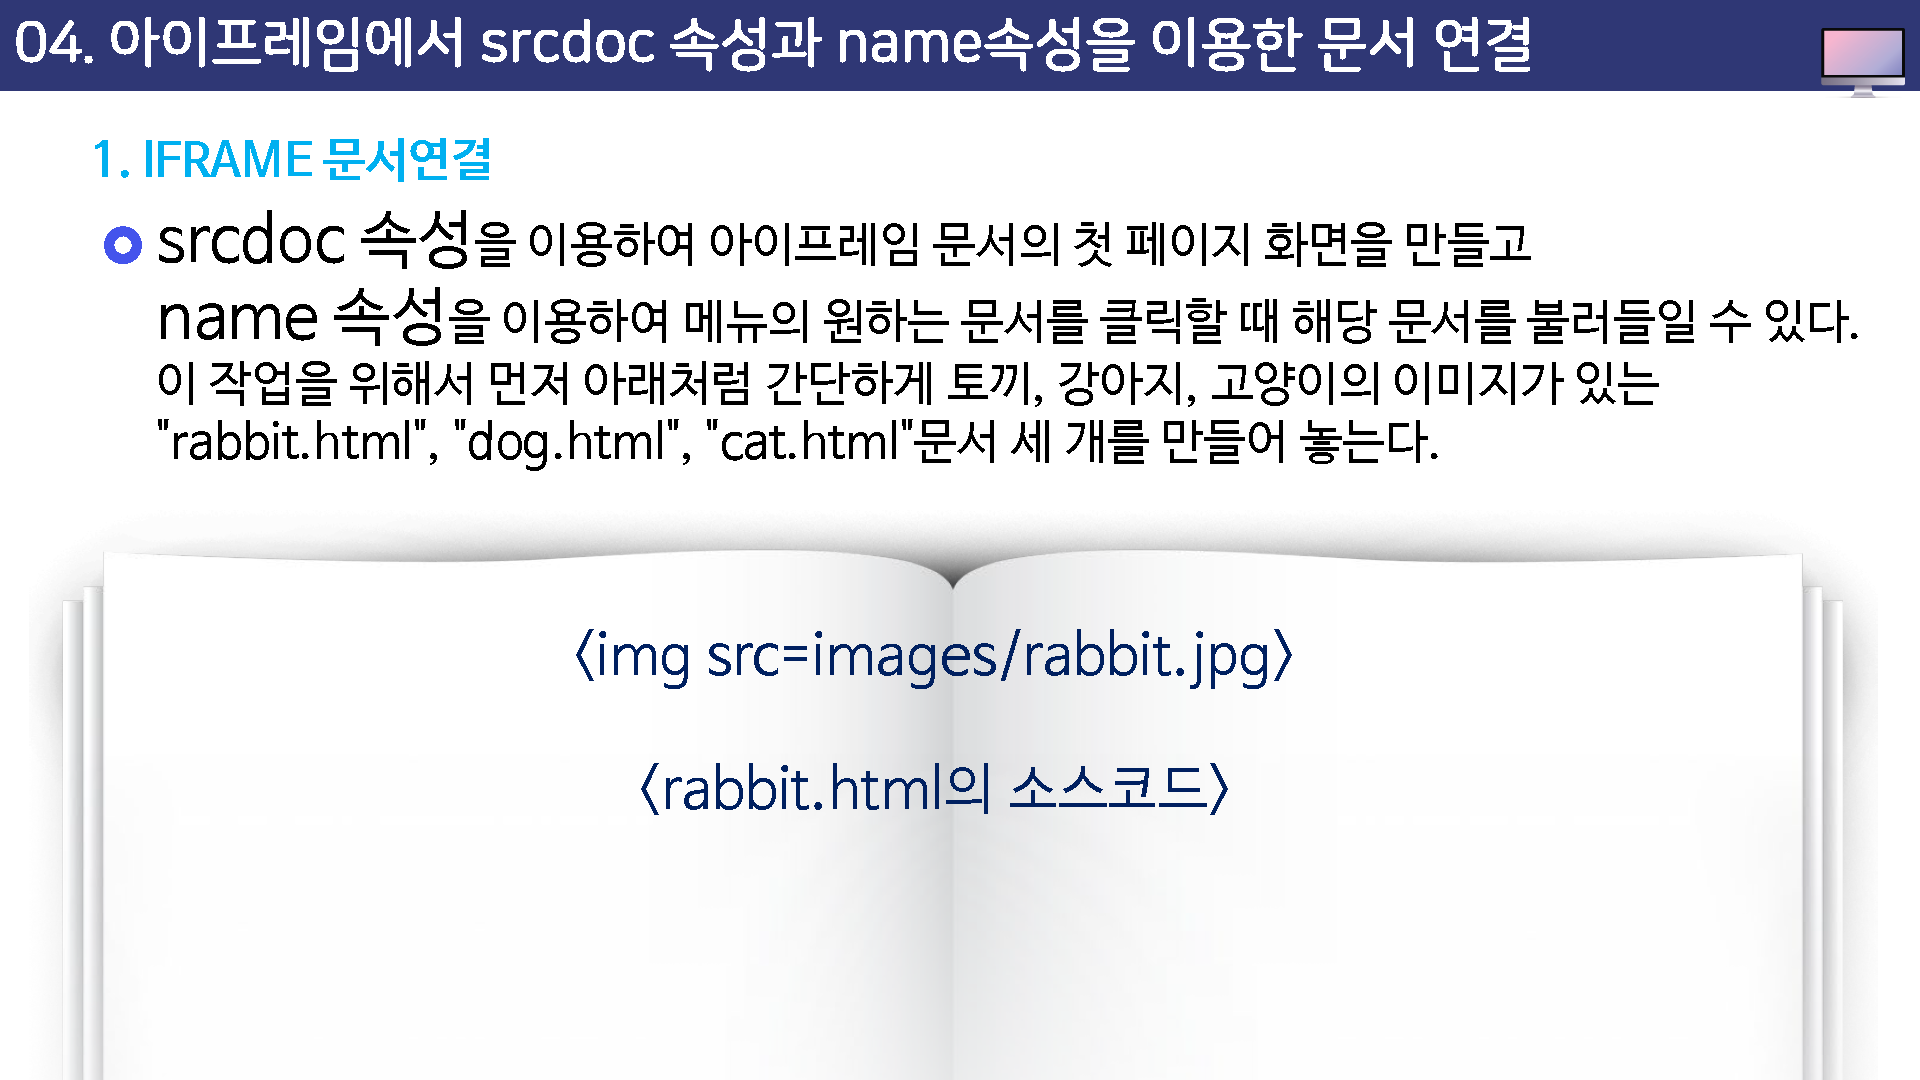 04. 아이프레임에서 srcdoc 속성과 name속성을 이용한 문서 연결
1. IFRAME 문서연결
srcdoc 속성을 이용하여 아이프레임 문서의 첫 페이지 화면을 만들고
name 속성을 이용하여 메뉴의 원하는 문서를 클릭할 때 해당 문서를 불러들일 수 있다.
이 작업을 위해서 먼저 아래처럼 간단하게 토끼, 강아지, 고양이의 이미지가 있는
"rabbit.html", "dog.html", "cat.html"문서 세 개를 만들어 놓는다.
<img src=images/rabbit.jpg>
<rabbit.html의 소스코드>